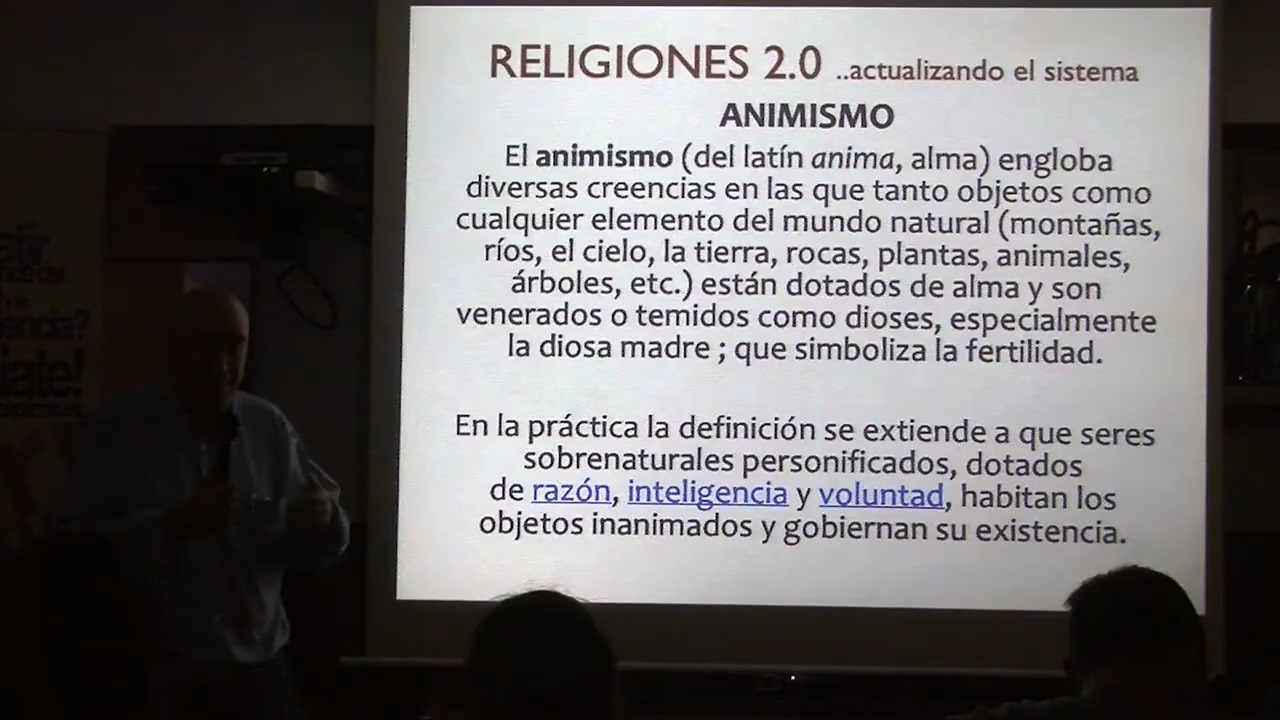 RELIGIONES 2.0 ..actualizando el sistema
ANIMISMO
El animismo (del latín anima, alma) engloba
diversas creencias en las que tanto objetos como
cualquier elemento del mundo natural (montañas,
ríos, el cielo, la tierra, rocas, plantas, animales,
árboles, etc.) están dotados de alma y son
venerados o temidos como dioses, especialmente
la diosa madre ; que simboliza la fertilidad.
En la práctica la definición se extiende a que seres
sobrenaturales personificados, dotados
de razón, inteligencia y voluntad, habitan los
objetos inanimados y gobiernan su existencia.